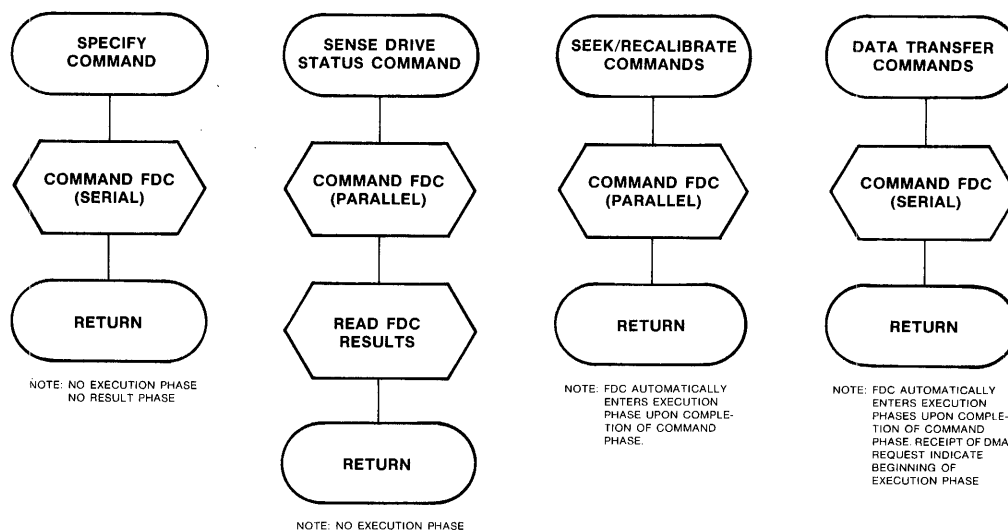 SPECIFY
COMMAND
COMMAND FDC
(SERIAL)
RETURN
NOTE: NO EXECUTION PHASE
NO RESULT PHASE
SENSE DRIVE
STATUS COMMAND
COMMAND FDC
(PARALLEL)
READ FDC
RESULTS
RETURN
NOTE: NO EXECUTION PHASE
SEEK/RECALIBRATE
COMMANDS
COMMAND FDC
(PARALLEL)
RETURN
NOTE: FDC AUTOMATICALLY
ENTERS EXECUTION
PHASE UPON COMPLE-
TION OF COMMAND
PHASE.
DATA TRANSFER
COMMANDS
COMMAND FDC
(SERIAL)
RETURN
NOTE: FDC AUTOMATICALLY
ENTERS EXECUTION
PHASES UPON COMPLE-
TION OF COMMAND
PHASE. RECEIPT OF DMA
REQUEST INDICATE
BEGINNING OF
EXECUTION PHASE